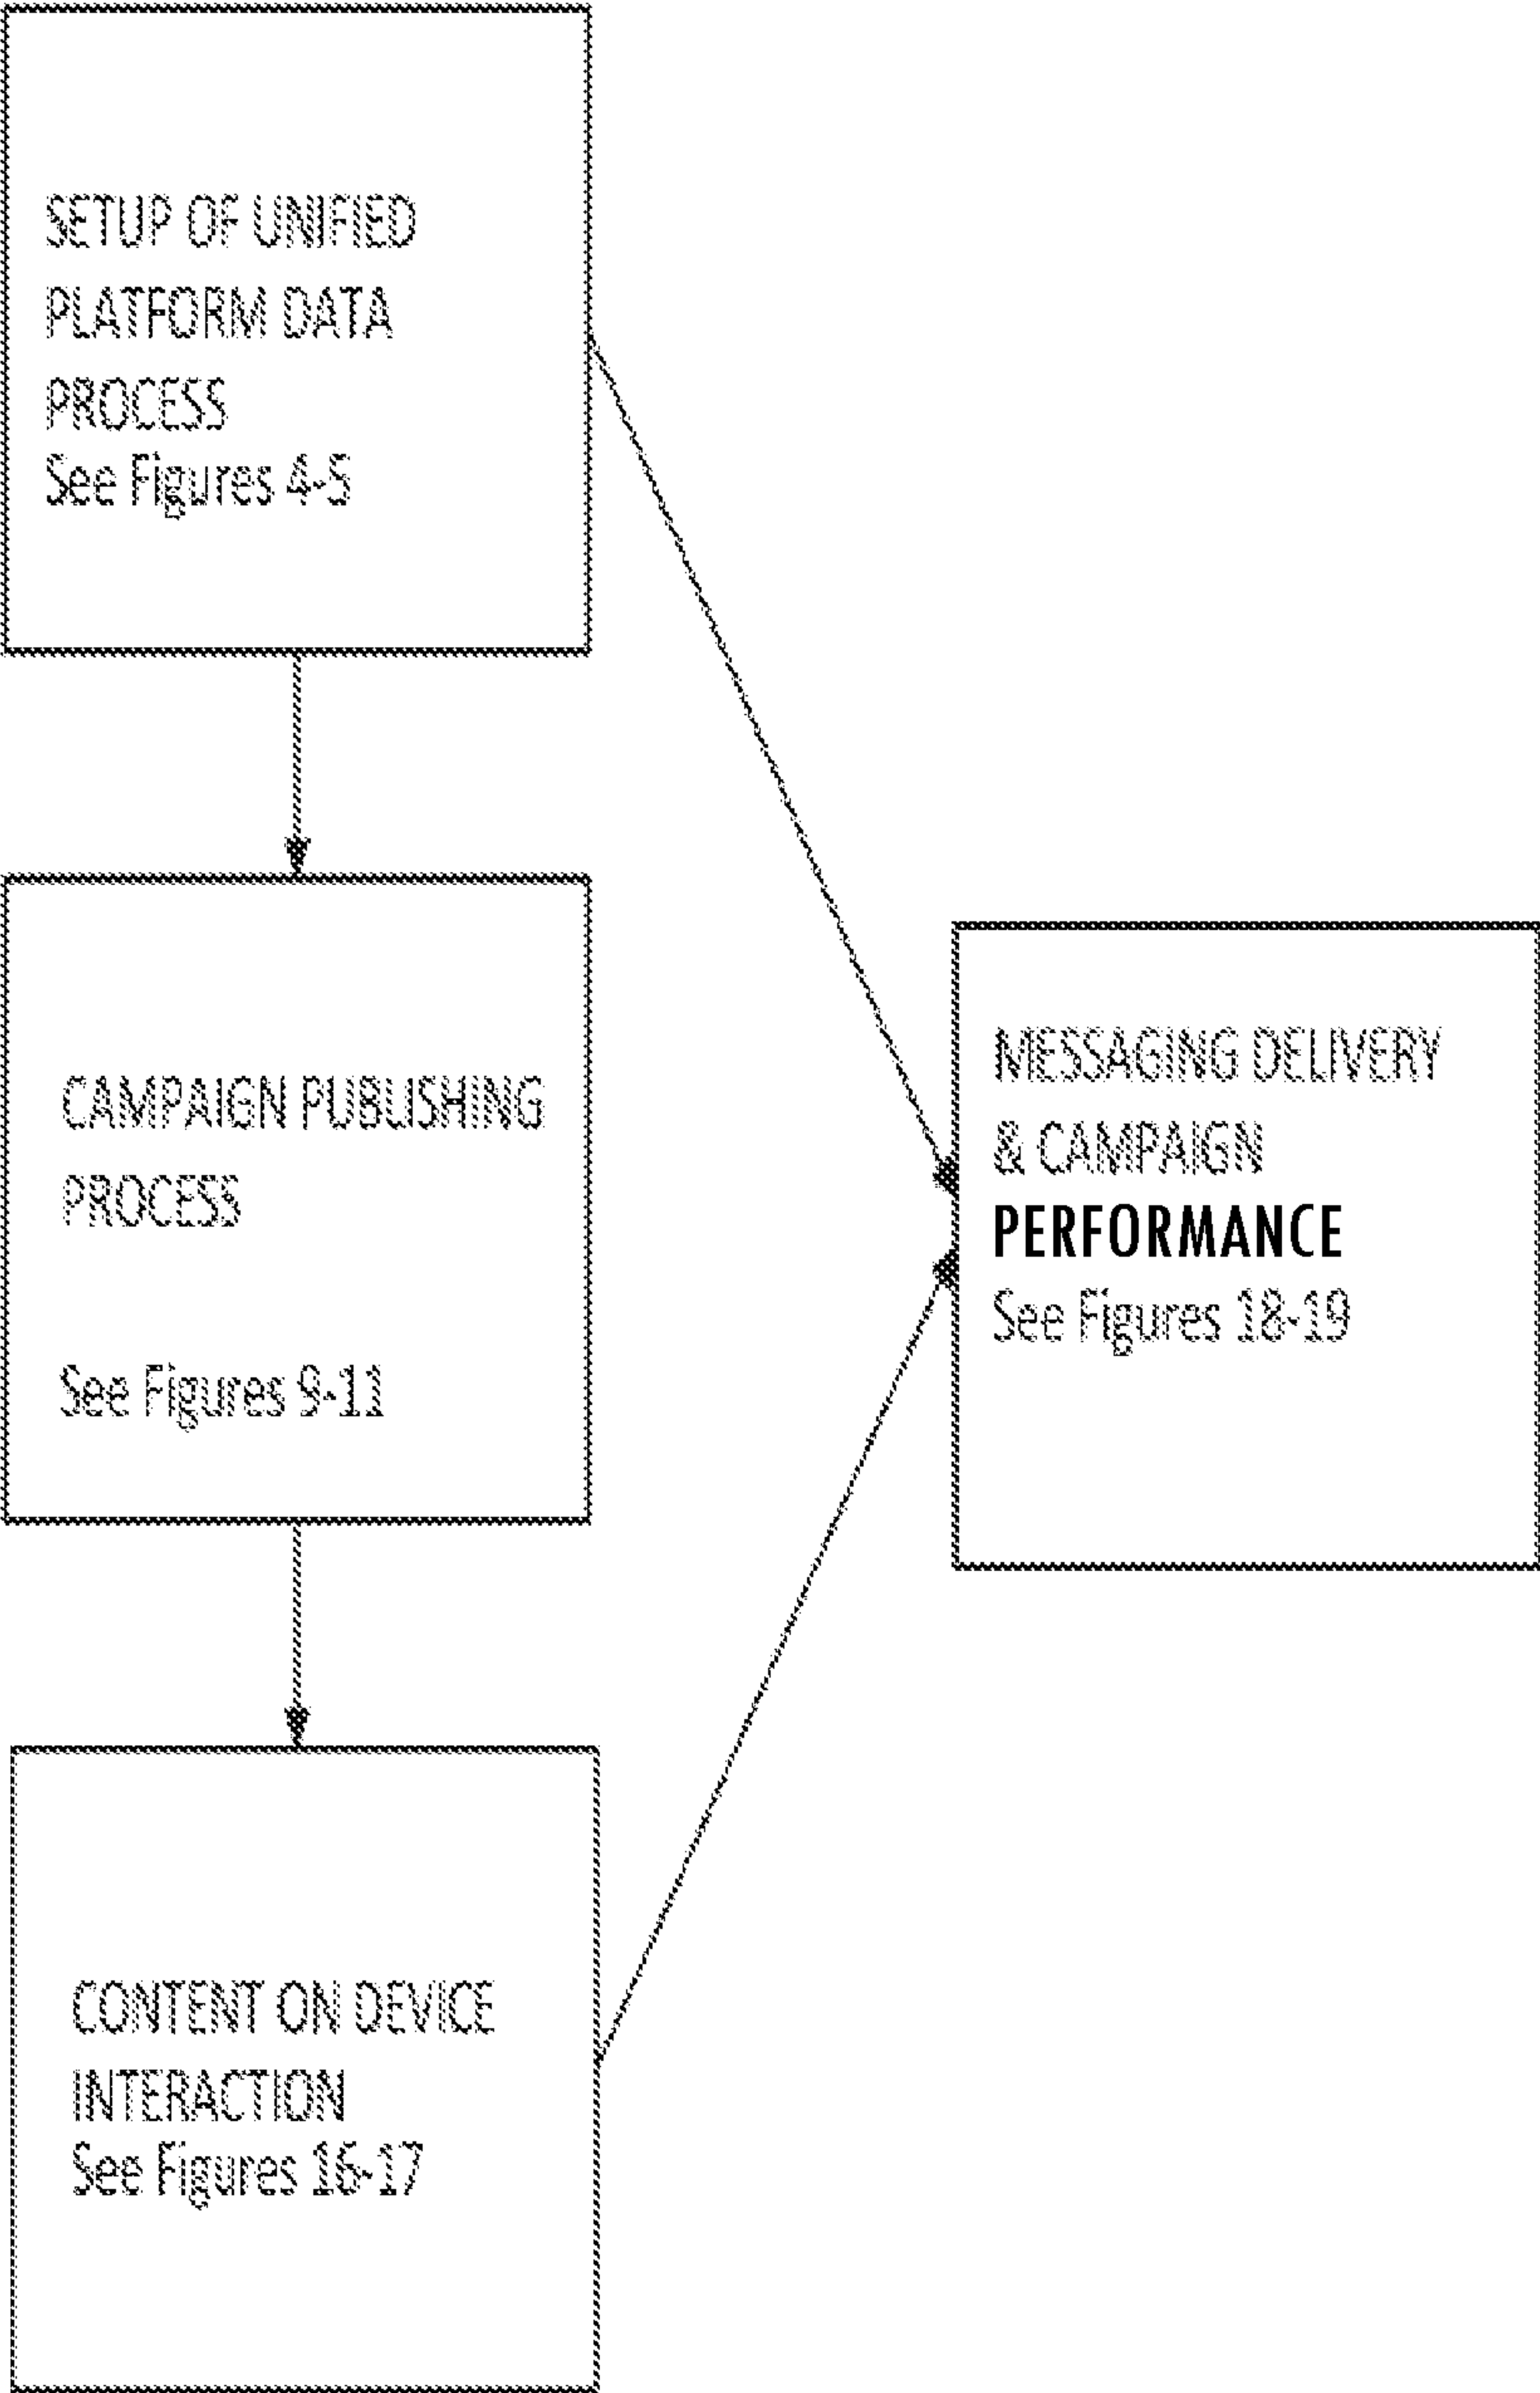 SETUP OF UNIFIED
PLATFORM DATA
PROCESS
See Figures 4-5
CAMPAIGN PUBLISHING
PROCESS
See Figures 9-11
MESSAGING DELIVERY
& CAMPAIGN
PERFORMANCE
See Figures 18-19
CONTENT ON DEVICE
INTERACTION
See Figures 16-17